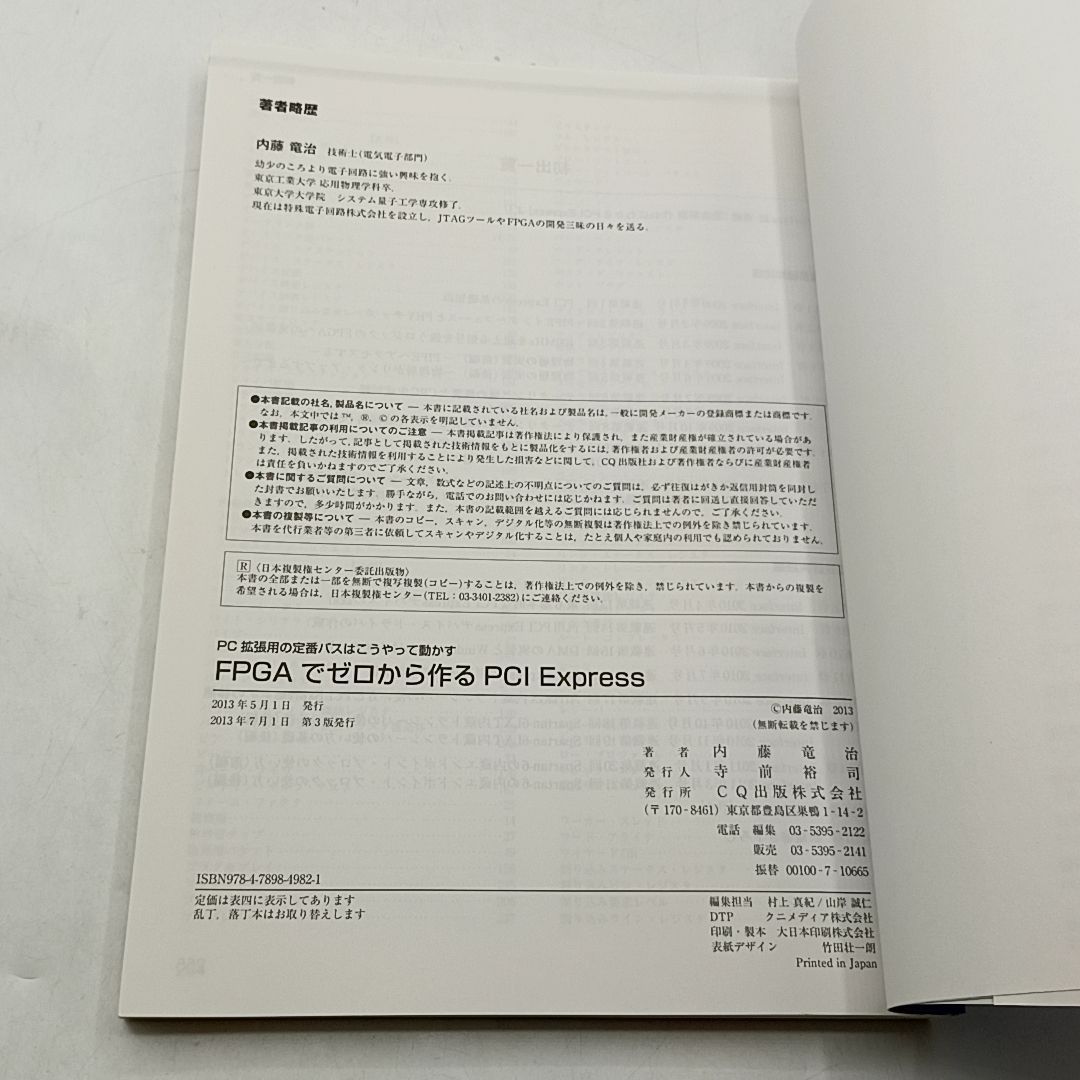 著者略歴
内藤 竜治 技術士(電気電子部門)
幼少のころより電子回路に強い興味を抱く.
東京工業大学 応用物理学科卒.
東京大学大学院 システム量子工学専攻修了.
現在は特殊電子回路株式会社を設立し, JTAGツールやFPGAの開発三昧の日々を送る.
●本書記載の社名, 製品名について — 本書に記載されている社名および製品名は, 一般に開発メーカーの登録商標または商標です.
なお, 本文中では™, ®, ©の各表示を明記していません.
●本書掲載記事の利用についてのご注意 — 本書掲載記事は著作権法により保護され, また産業財産権が確立されている場合があ
ります. したがって, 記事として掲載された技術情報をもとに製品化をするには, 著作権者および産業財産権者の許可が必要です.
また, 掲載された技術情報を利用することにより発生した損害などに関して, CQ出版社および著作権者ならびに産業財産権者
は責任を負いかねますのでご了承ください.
●本書に関するご質問について — 文章, 数式などの記述上の不明点についてのご質問は, 必ず往復はがきか返信用封筒を同封し
た封書でお願いいたします. 勝手ながら, 電話でのお問い合わせには応じかねます. ご質問は著者に回送し直接回答していただ
きますので, 多少時間がかかります. また, 本書の記載範囲を越えるご質問には応じられませんので, ご了承ください.
●本書の複製等について — 本書のコピー, スキャン, デジタル化等の無断複製は著作権法上での例外を除き禁じられています.
本書を代行業者等の第三者に依頼してスキャンやデジタル化することは, たとえ個人や家庭内の利用でも認められておりません.
R 〈日本複製権センター委託出版物〉
本書の全部または一部を無断で複写複製(コピー)することは, 著作権法上での例外を除き, 禁じられています. 本書からの複製を
希望される場合は, 日本複製権センター(TEL:03-3401-2382)にご連絡ください.
PC拡張用の定番バスはこうやって動かす
FPGAでゼロから作る PCI Express
2013年5月1日 発行
2013年7月1日 第3版発行
©内藤竜治 2013
(無断転載を禁じます)
著者 内藤竜治
発行人 寺前裕司
発行所 CQ出版株式会社
(〒170-8461) 東京都豊島区巣鴨1-14-2
電話 編集 03-5395-2122
販売 03-5395-2141
振替 00100-7-10665
ISBN978-4-7898-4982-1
定価は表四に表示してあります
乱丁, 落丁本はお取り替えします
編集担当 村上真紀/山岸誠仁
DTP クニメディア株式会社
印刷・製本 大日本印刷株式会社
表紙デザイン 竹田壮一朗
Printed in Japan